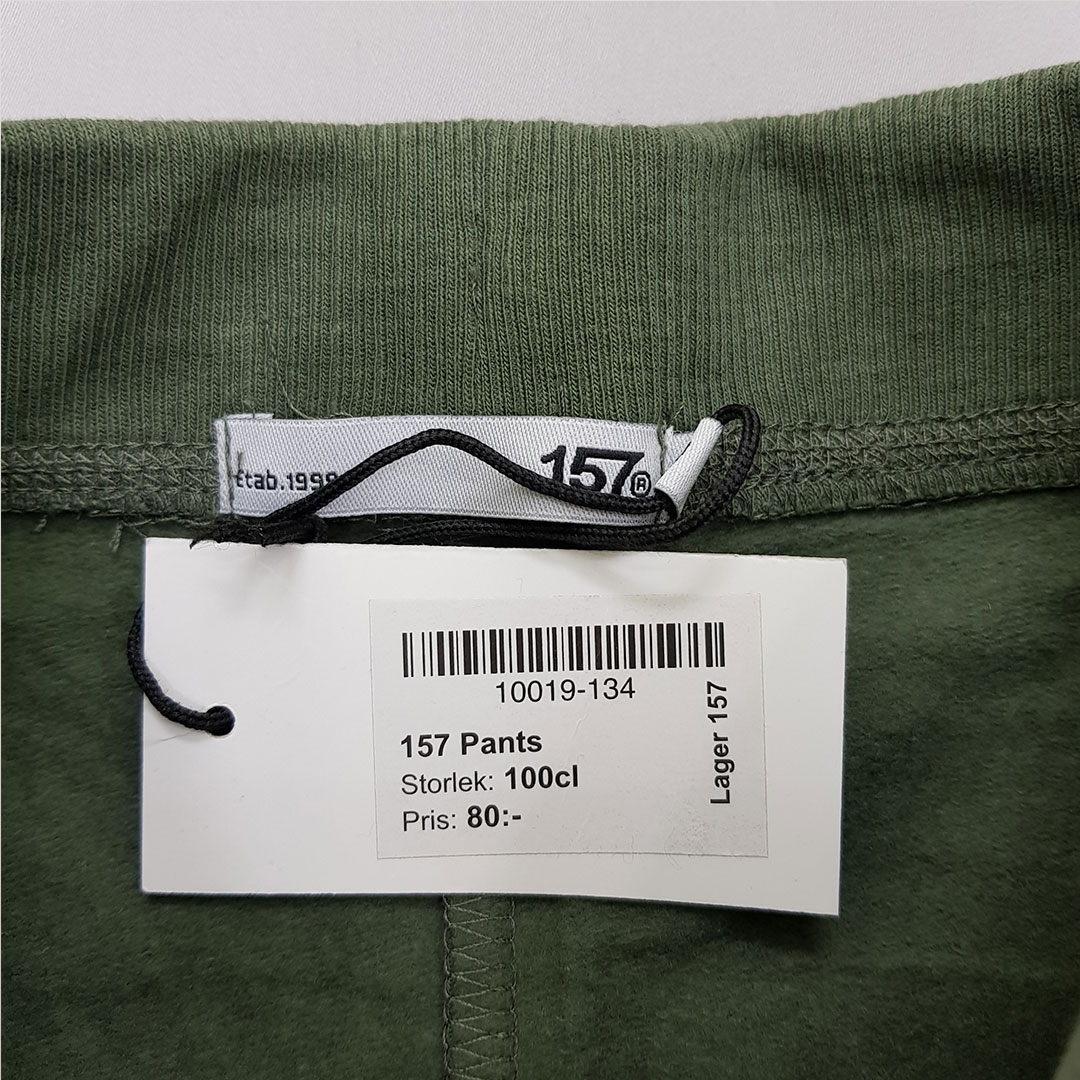 Etab.1998
157®
10019-134
157 Pants
Storlek: 100cl
Pris: 80:-
Lager 157